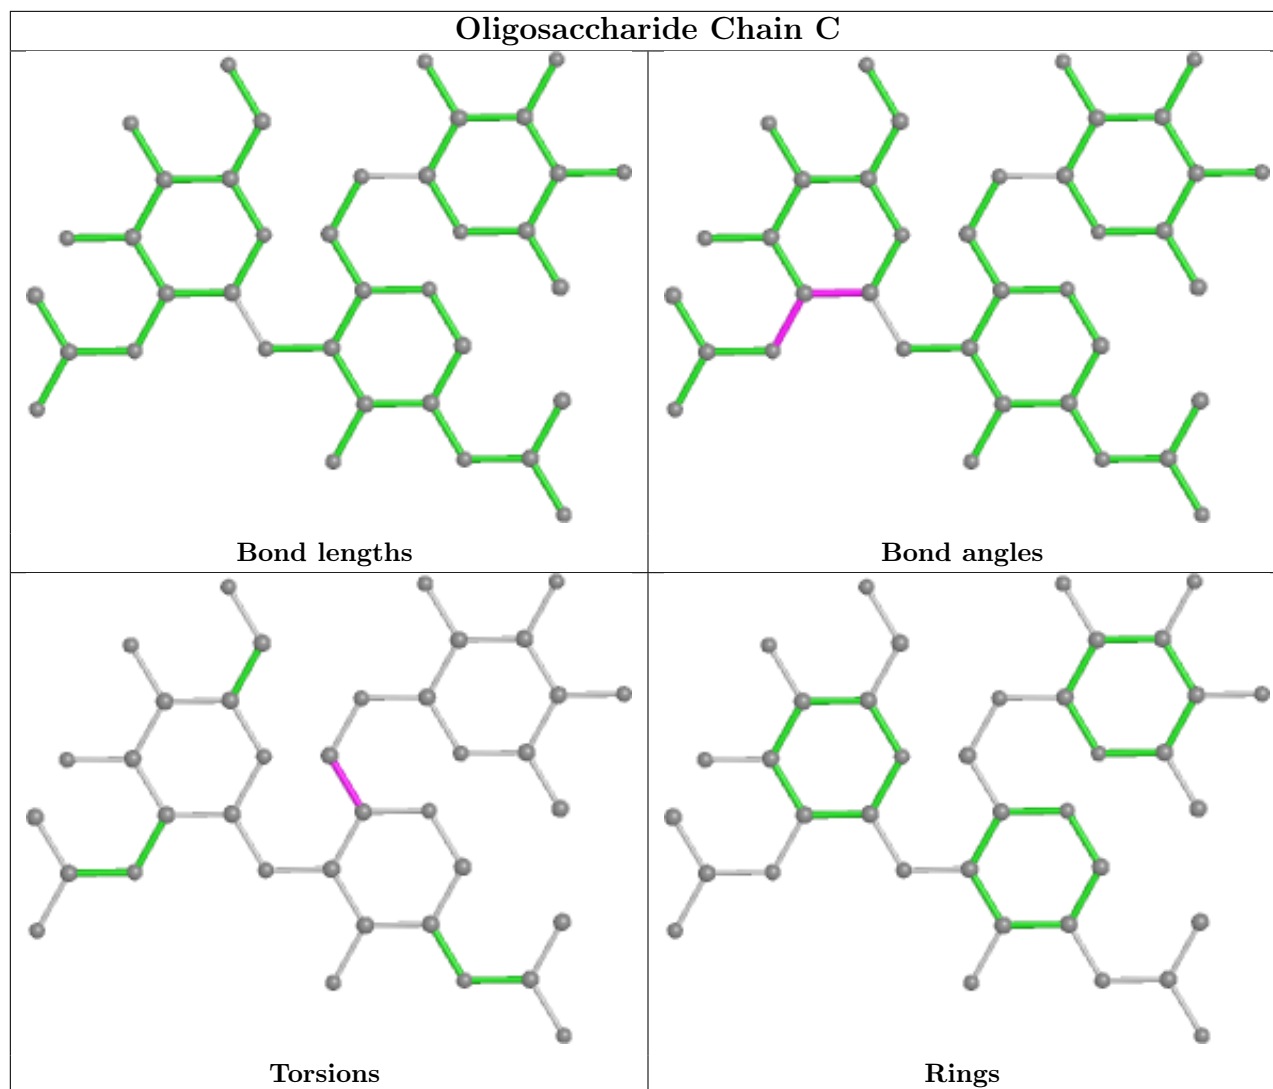 Oligosaccharide Chain C
Bond lengths
Bond angles
Torsions
Rings